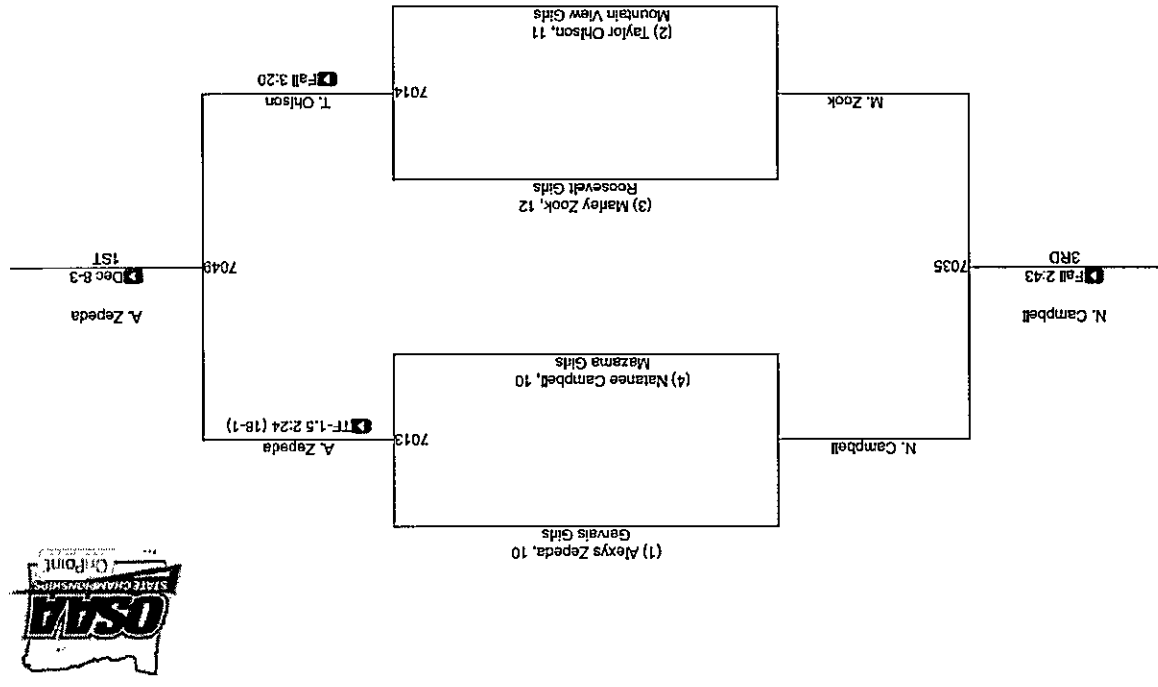 OSAA
STATE CHAMPIONSHIPS
OnPoint
(1) Alexys Zepeda, 10
Gervais Girls
N. Campbell
7013
A. Zepeda
TF-1.5 2:24 (18-1)
(4) Natanee Campbell, 10
Mazama Girls
N. Campbell
Fall 2:43
3RD
7035
7049
A. Zepeda
Dec 8-3
1ST
(3) Marley Zook, 12
Roosevelt Girls
M. Zook
7014
T. Ohlson
Fall 3:20
(2) Taylor Ohlson, 11
Mountain View Girls